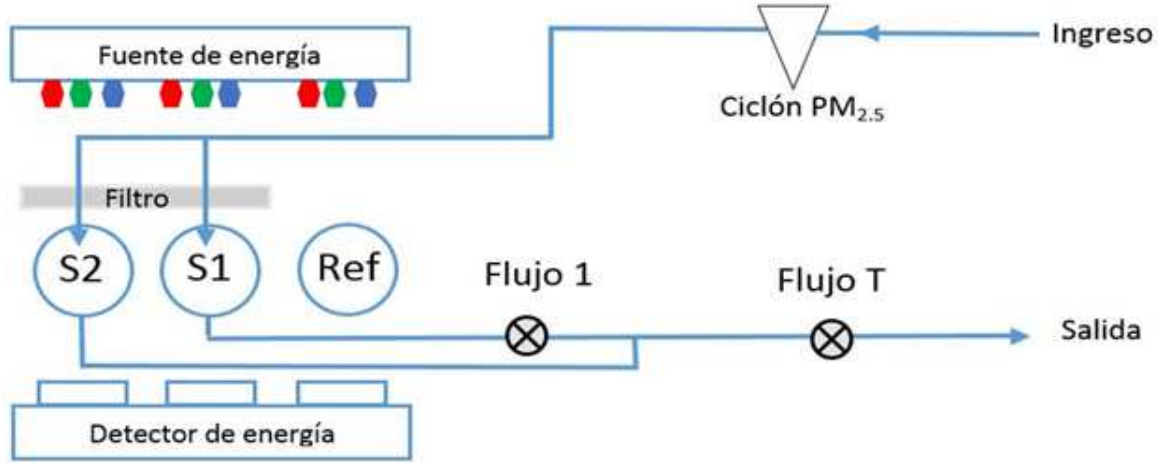 Fuente de energía
Ingreso
Ciclón PM₂.₅
Filtro
S2
S1
Ref
Flujo 1
Flujo T
Salida
Detector de energía